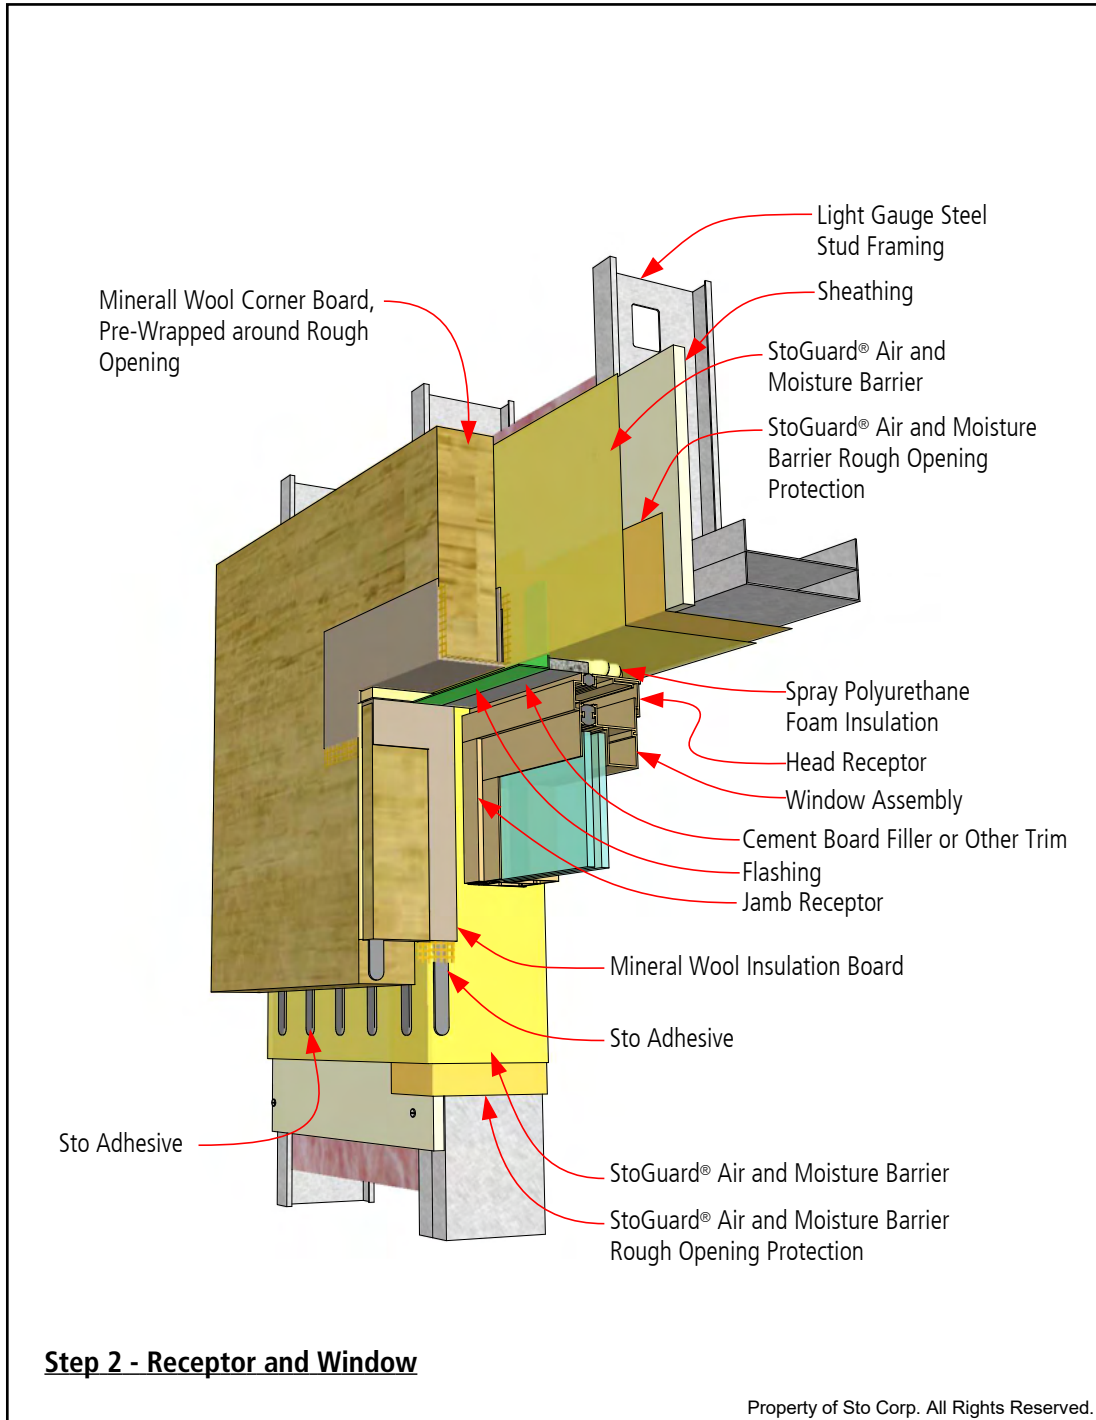 Light Gauge Steel
Stud Framing
Minerall Wool Corner Board,
Pre-Wrapped around Rough
Opening
Sheathing
StoGuard® Air and
Moisture Barrier
StoGuard® Air and Moisture
Barrier Rough Opening
Protection
Spray Polyurethane
Foam Insulation
Head Receptor
Window Assembly
Cement Board Filler or Other Trim
Flashing
Jamb Receptor
Mineral Wool Insulation Board
Sto Adhesive
Sto Adhesive
StoGuard® Air and Moisture Barrier
StoGuard® Air and Moisture Barrier
Rough Opening Protection
Step 2 - Receptor and Window
Property of Sto Corp. All Rights Reserved.